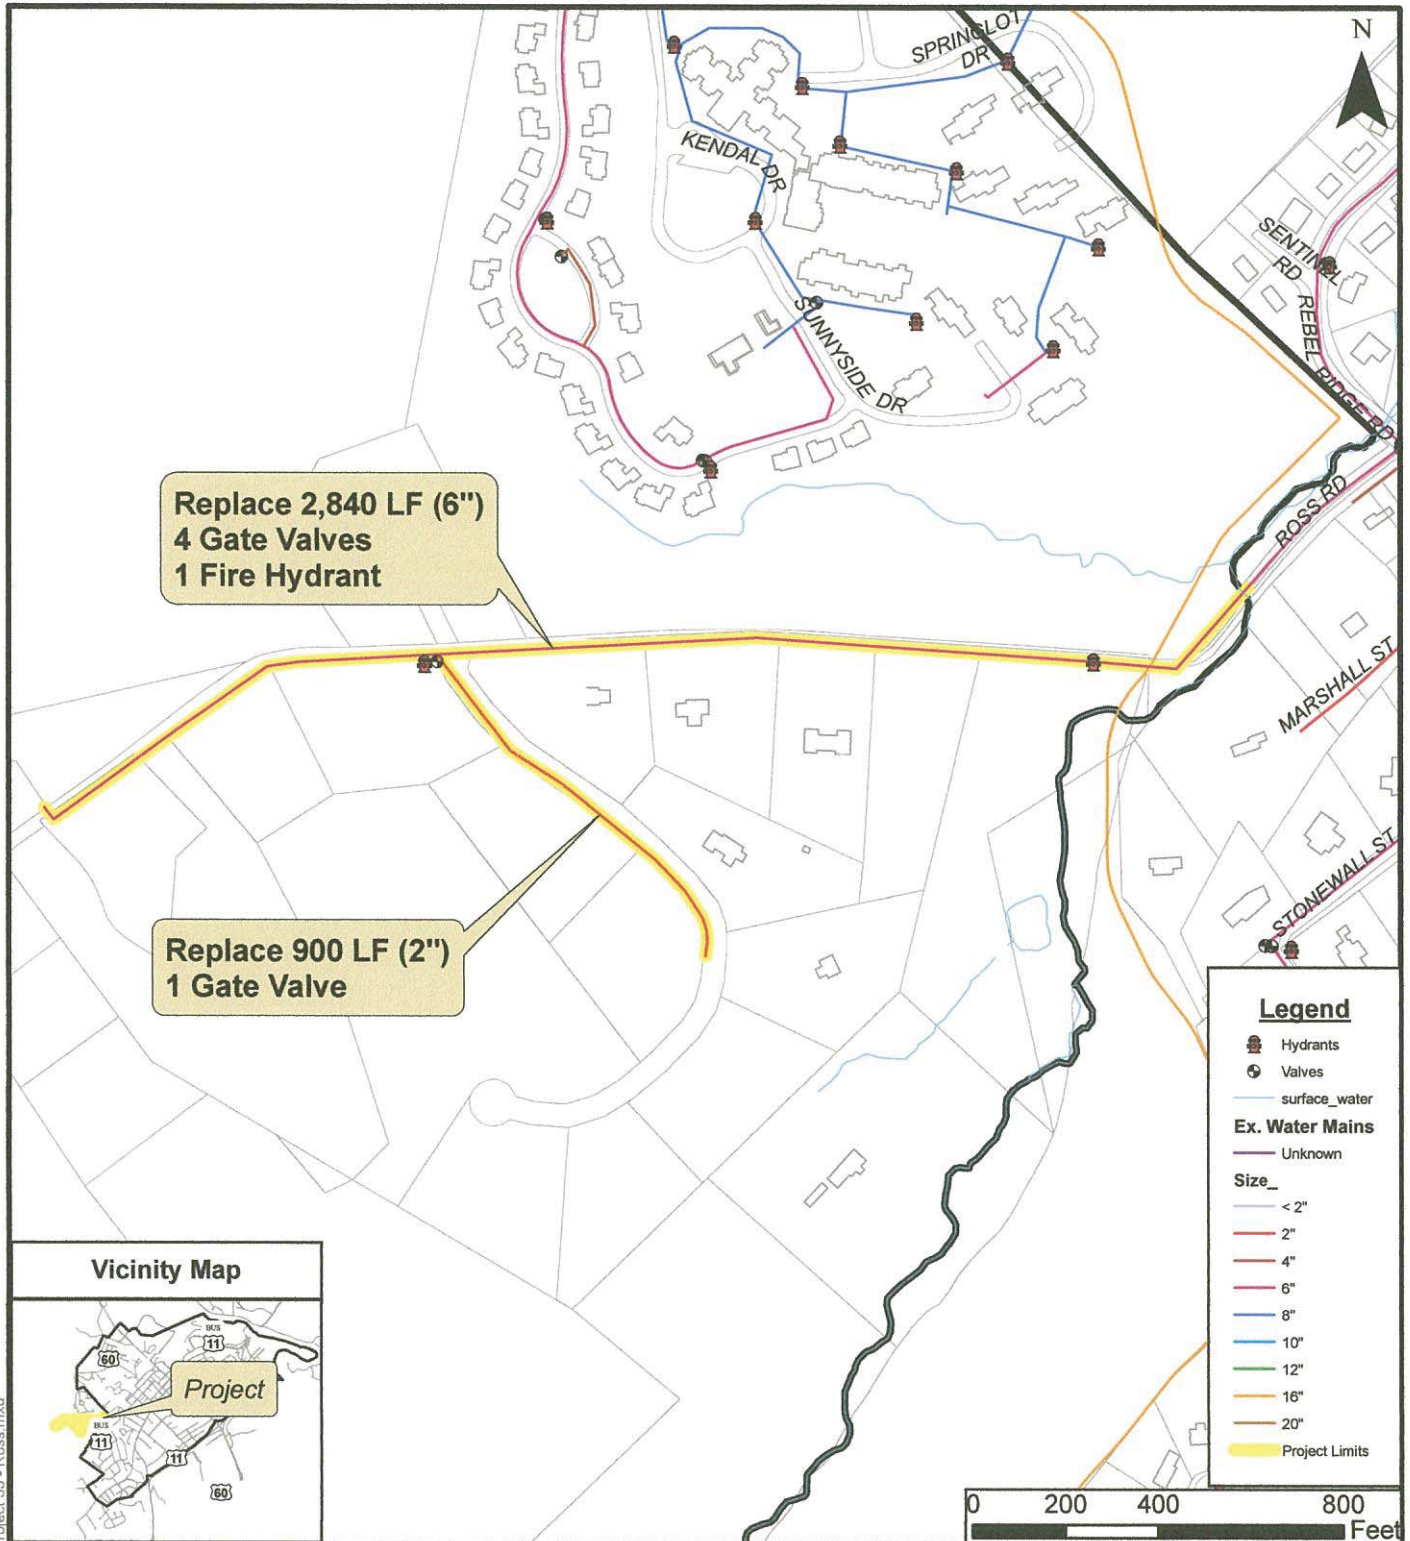 N
SPRINGLOT
DR
KENDAL DR
SENTINEL
RD
REBEL RIDGE RD
SUNNYSIDE DR
ROSS RD
Replace 2,840 LF (6")
4 Gate Valves
1 Fire Hydrant
MARSHALL ST
STONEWALL ST
Replace 900 LF (2")
1 Gate Valve
Legend
Hydrants
Valves
surface_water
Ex. Water Mains
Unknown
Size_
< 2"
2"
4"
6"
8"
10"
12"
16"
20"
Project Limits
Vicinity Map
BUS
11
60
Project
BUS
11
11
60
0 200 400 800
Feet